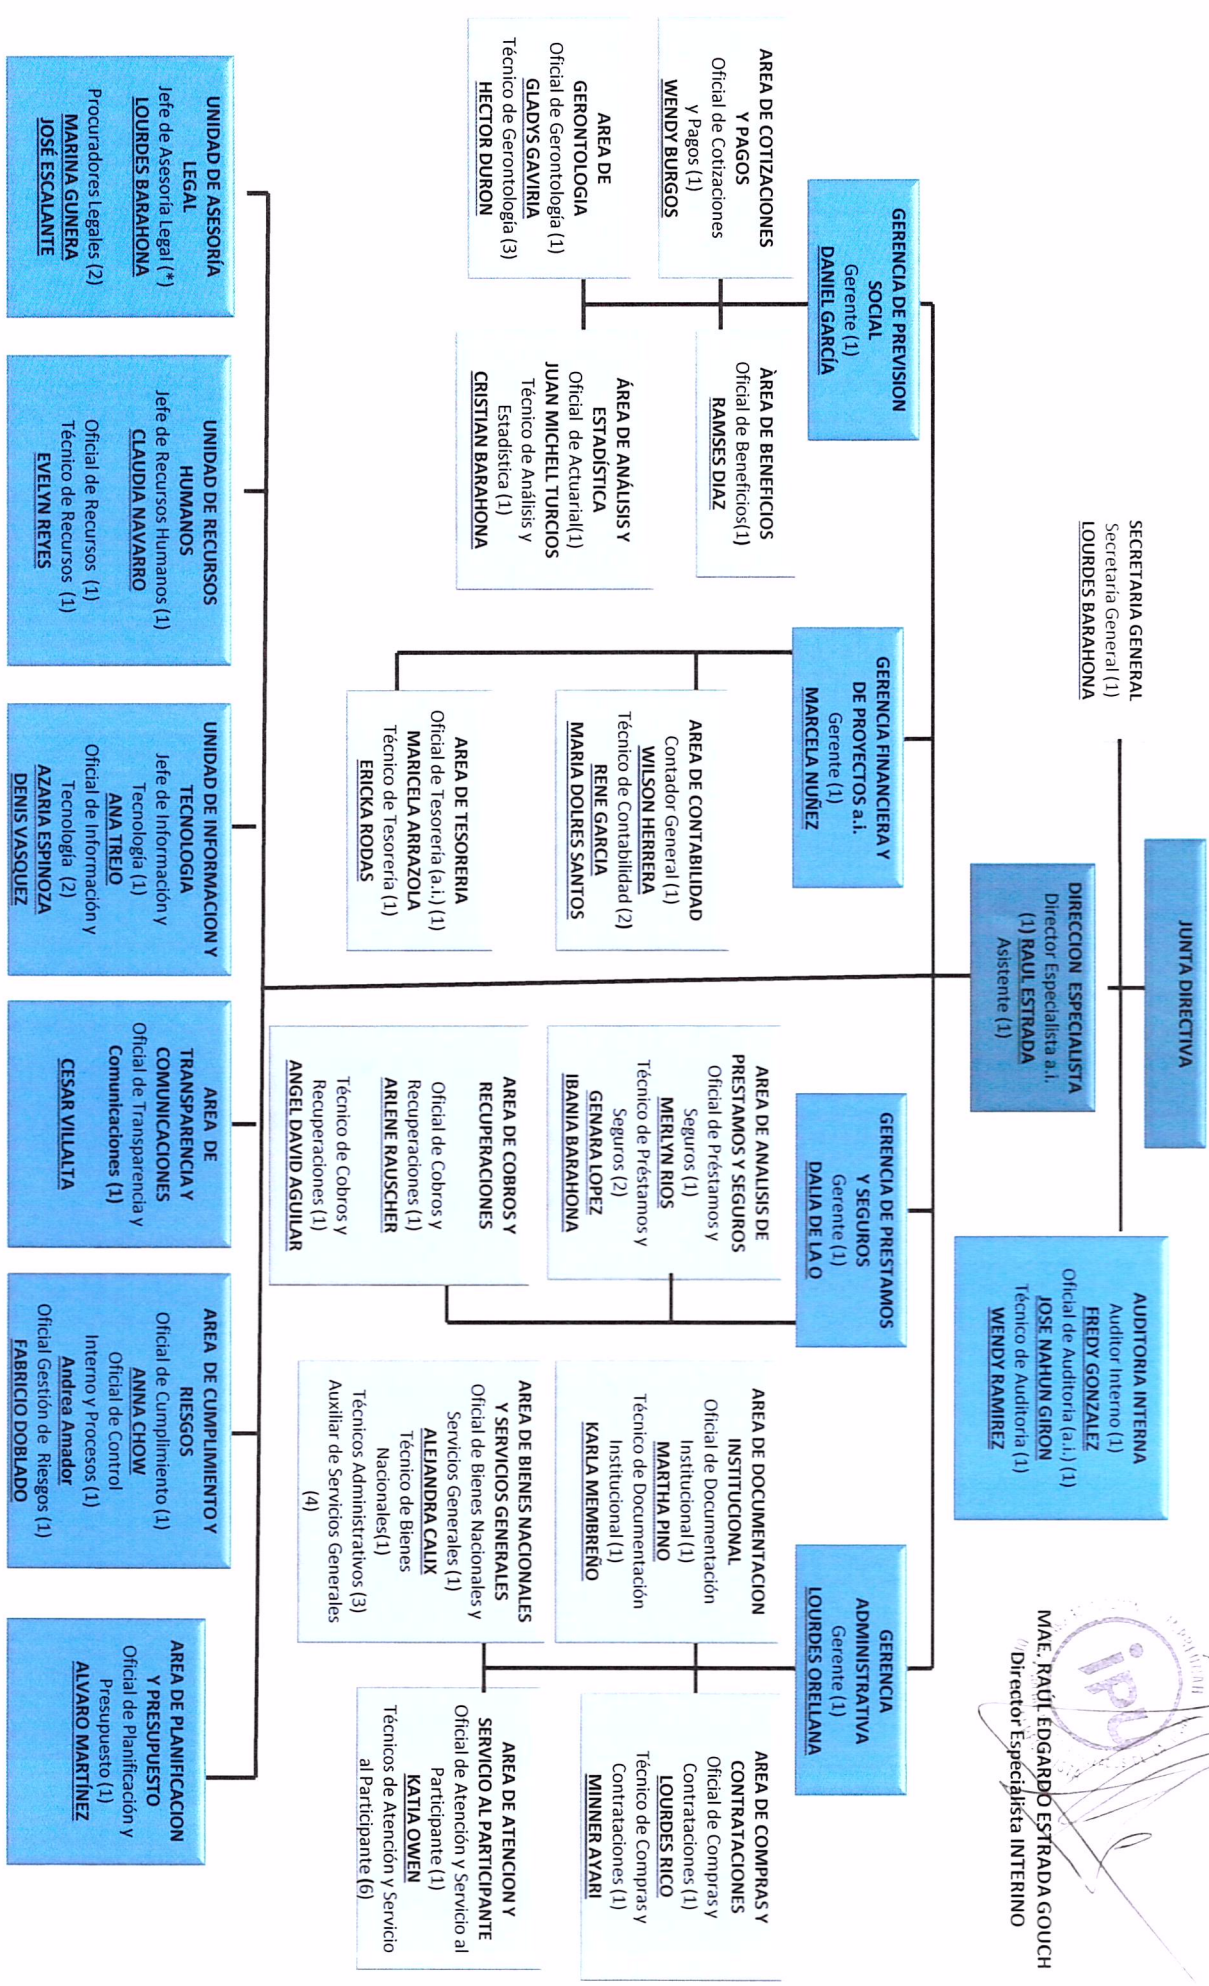 JUNTA DIRECTIVA
SECRETARIA GENERAL
Secretaria General (1)
LOURDES BARAHONA
DIRECCION ESPECIALISTA
Director Especialista a.i.
(1) RAUL ESTRADA
Asistente (1)
AUDITORIA INTERNA
Auditor Interno (1)
FREDY GONZALEZ
Oficial de Auditoria (a.i.) (1)
JOSE NAHUN GIRON
Técnico de Auditoria (1)
WENDY RAMIREZ
ipu
MAE. RAÚL EDGARDO ESTRADA GOUCH
Director Especialista INTERINO
GERENCIA DE PREVISION
SOCIAL
Gerente (1)
DANIEL GARCÍA
GERENCIA FINANCIERA Y
DE PROYECTOS a.i.
Gerente (1)
MARCELA NUÑEZ
GERENCIA DE PRESTAMOS
Y SEGUROS
Gerente (1)
DALIA DE LA O
GERENCIA
ADMINISTRATIVA
Gerente (1)
LOURDES ORELLANA
AREA DE COTIZACIONES
Y PAGOS
Oficial de Cotizaciones
y Pagos (1)
WENDY BURGOS
ÀREA DE BENEFICIOS
Oficial de Beneficios(1)
RAMSES DIAZ
AREA DE
GERONTOLOGIA
Oficial de Gerontología (1)
GLADYS GAVIRIA
Técnico de Gerontología (3)
HECTOR DURON
ÁREA DE ANÁLISIS Y
ESTADÍSTICA
Oficial de Actuarial(1)
JUAN MICHELL TURCIOS
Técnico de Análisis y
Estadística (1)
CRISTIAN BARAHONA
AREA DE CONTABILIDAD
Contador General (1)
WILSON HERRERA
Técnico de Contabilidad (2)
RENE GARCIA
MARIA DOLRES SANTOS
AREA DE TESORERIA
Oficial de Tesorería (a.i.) (1)
MARICELA ARRAZOLA
Técnico de Tesorería (1)
ERICKA RODAS
AREA DE ANALISIS DE
PRESTAMOS Y SEGUROS
Oficial de Préstamos y
Seguros (1)
MERLYN RIOS
Técnico de Préstamos y
Seguros (2)
GENARA LOPEZ
IBANIA BARAHONA
AREA DE COBROS Y
RECUPERACIONES
Oficial de Cobros y
Recuperaciones (1)
ARLENE RAUSCHER
Técnico de Cobros y
Recuperaciones (1)
ANGEL DAVID AGUILAR
AREA DE DOCUMENTACION
INSTITUCIONAL
Oficial de Documentación
Institucional (1)
MARTHA PINO
Técnico de Documentación
Institucional (1)
KARLA MEMBREÑO
AREA DE COMPRAS Y
CONTRATACIONES
Oficial de Compras y
Contrataciones (1)
LOURDES RICO
Técnico de Compras y
Contrataciones (1)
MINNER AYARI
AREA DE BIENES NACIONALES
Y SERVICIOS GENERALES
Oficial de Bienes Nacionales y
Servicios Generales (1)
ALEJANDRA CALIX
Técnico de Bienes
Nacionales(1)
Técnicos Administrativos (3)
Auxiliar de Servicios Generales
(4)
AREA DE ATENCION Y
SERVICIO AL PARTICIPANTE
Oficial de Atención y Servicio al
Participante (1)
KATIA OWEN
Técnicos de Atención y Servicio
al Participante (6)
UNIDAD DE ASESORÍA
LEGAL
Jefe de Asesoría Legal (*)
LOURDES BARAHONA
Procuradores Legales (2)
MARINA GUNERA
JOSÉ ESCALANTE
UNIDAD DE RECURSOS
HUMANOS
Jefe de Recursos Humanos (1)
CLAUDIA NAVARRO
Oficial de Recursos (1)
Técnico de Recursos (1)
EVELYN REYES
UNIDAD DE INFORMACION Y
TECNOLOGIA
Jefe de Información y
Tecnología (1)
ANA TREJO
Oficial de Información y
Tecnología (2)
AZARIA ESPINOZA
DENIS VASQUEZ
AREA DE
TRANSPARENCIA Y
COMUNICACIONES
Oficial de Transparencia y
Comunicaciones (1)
CESAR VILLALTA
AREA DE CUMPLIMIENTO Y
RIESGOS
Oficial de Cumplimiento (1)
ANNA CHOW
Oficial de Control
Interno y Procesos (1)
Andrea Amador
Oficial Gestión de Riesgos (1)
FABRICIO DOBLADO
AREA DE PLANIFICACION
Y PRESUPUESTO
Oficial de Planificación y
Presupuesto (1)
ALVARO MARTÍNEZ